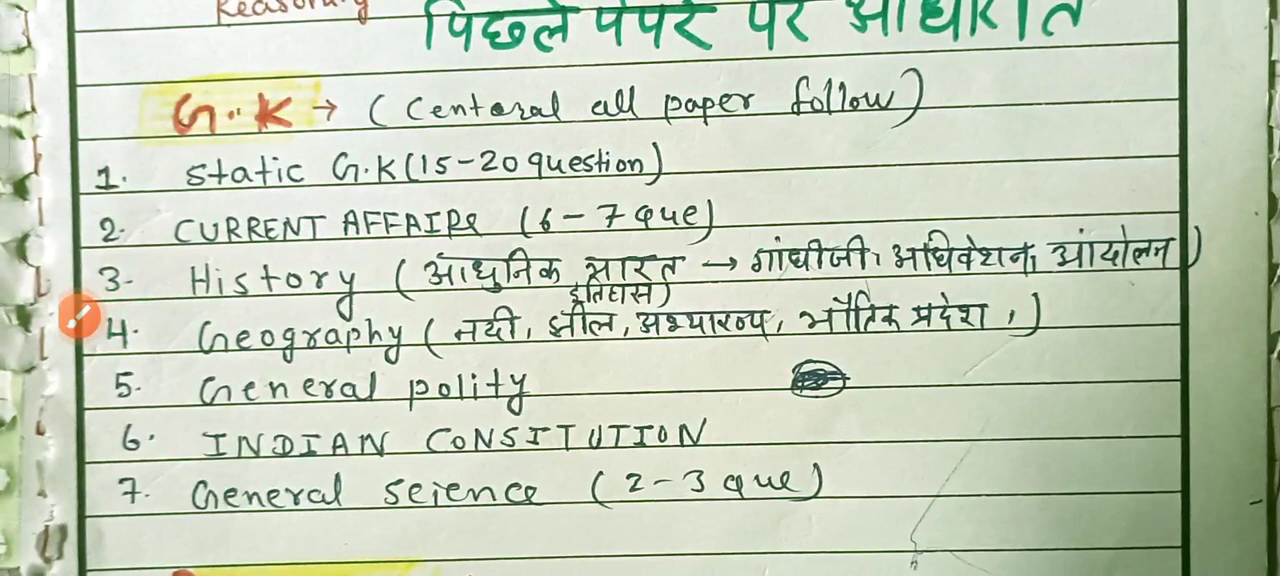 Reasoning
पिछले पेपर पर आधारित
G.K → (Centeral all paper follow)
1. Static G.K (15-20 question)
2. CURRENT AFFAIRS (6-7 que)
3. History (आधुनिक भारत → गांधीजी, अधिवेशन, आंदोलन)
इतिहास)
4. Geography (नदी, झील, अभ्यारण्य, भौतिक प्रदेश,)
5. General polity
6. INDIAN CONSITUTION
7. General science (2-3 que)